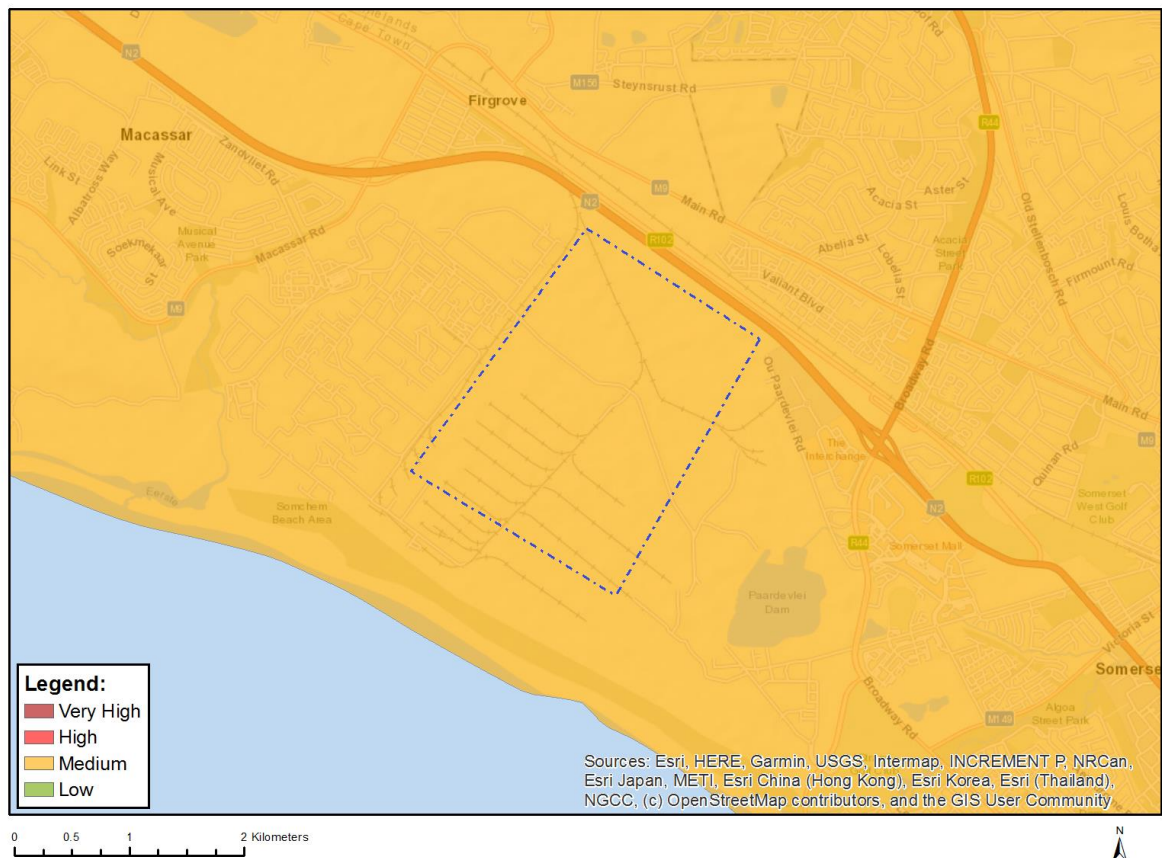 N2
Cape Town
Firgrove
M156
Steynsrust Rd
R44
Macassar
Zandvliet Rd
Link St
Albatross Way
Musical Ave
Musical
Avenue
Park
Soekmekaar
St
Macassar Rd
M9
N2
M9
Main Rd
R102
Acacia St
Aster St
Abelia St
Lobelia St
Acacia
Street
Park
Old Stellenbosch Rd
Louis Botha
Firmount Rd
Valiant Blvd
Ou Paardevlei Rd
Broadway Rd
Main Rd
M9
The
Interchange
Quinan Rd
R102
Somerset
West Golf
Club
N2
Eerste
Somchem
Beach Area
R44
Somerset Mall
Paardevlei
Dam
Victoria St
Somerse
Broadway Rd
Algoa
Street Park
M149
Legend:
Very High
High
Medium
Low
Sources: Esri, HERE, Garmin, USGS, Intermap, INCREMENT P, NRCan,
Esri Japan, METI, Esri China (Hong Kong), Esri Korea, Esri (Thailand),
NGCC, (c) OpenStreetMap contributors, and the GIS User Community
0 0.5 1 2 Kilometers
N